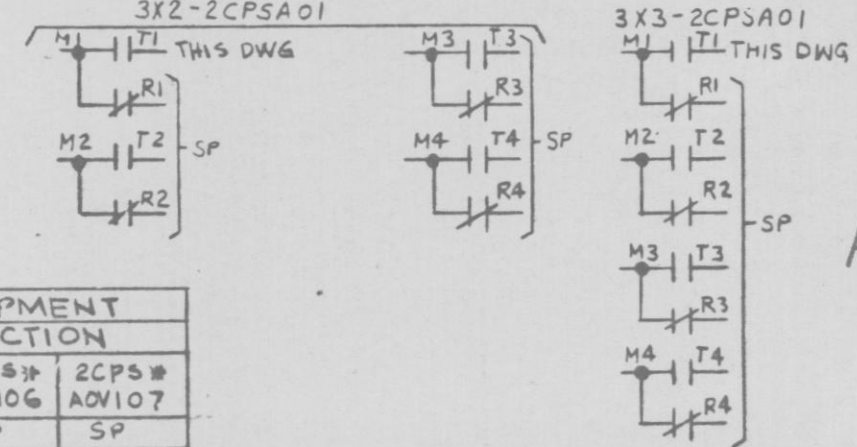 3X2-2CPSA01
3X3-2CPSA01
M1 T1 THIS DWG
R1
M2 T2
R2
SP
M3 T3
R3
M4 T4
R4
SP
M1 T1 THIS DWG
R1
M2 T2
R2
M3 T3
R3
M4 T4
R4
SP
PMENT
CTION
S* 2CPS*
106 AOV107
SP